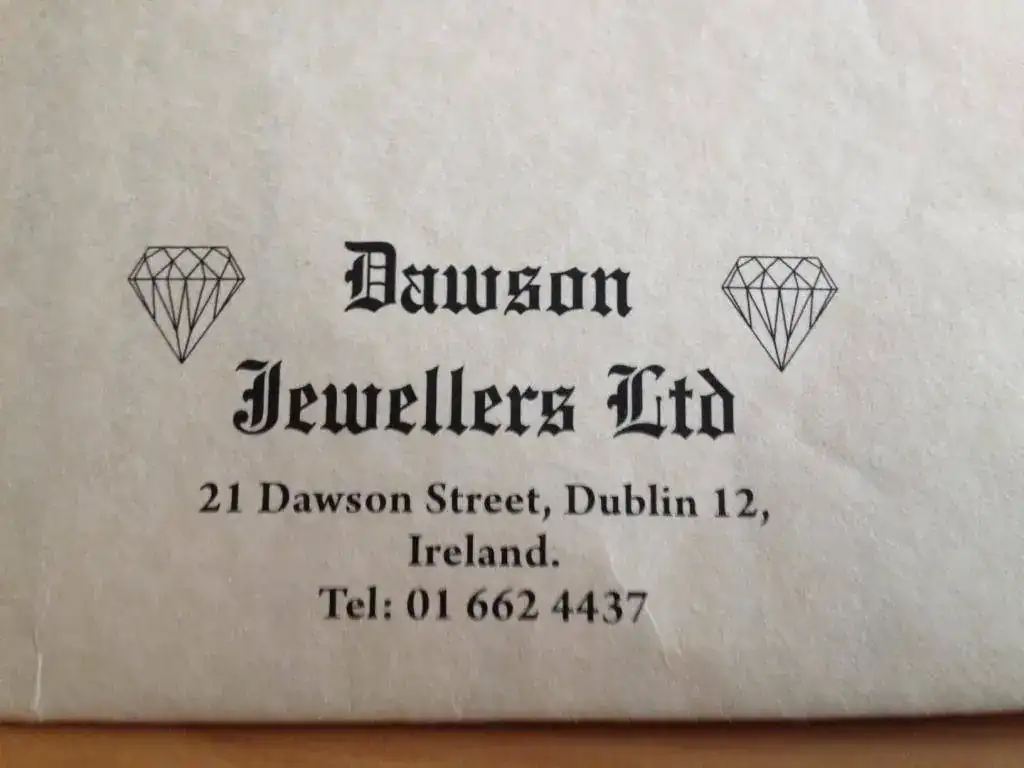 Dawson
Jewellers Ltd
21 Dawson Street, Dublin 12,
Ireland.
Tel: 01 662 4437